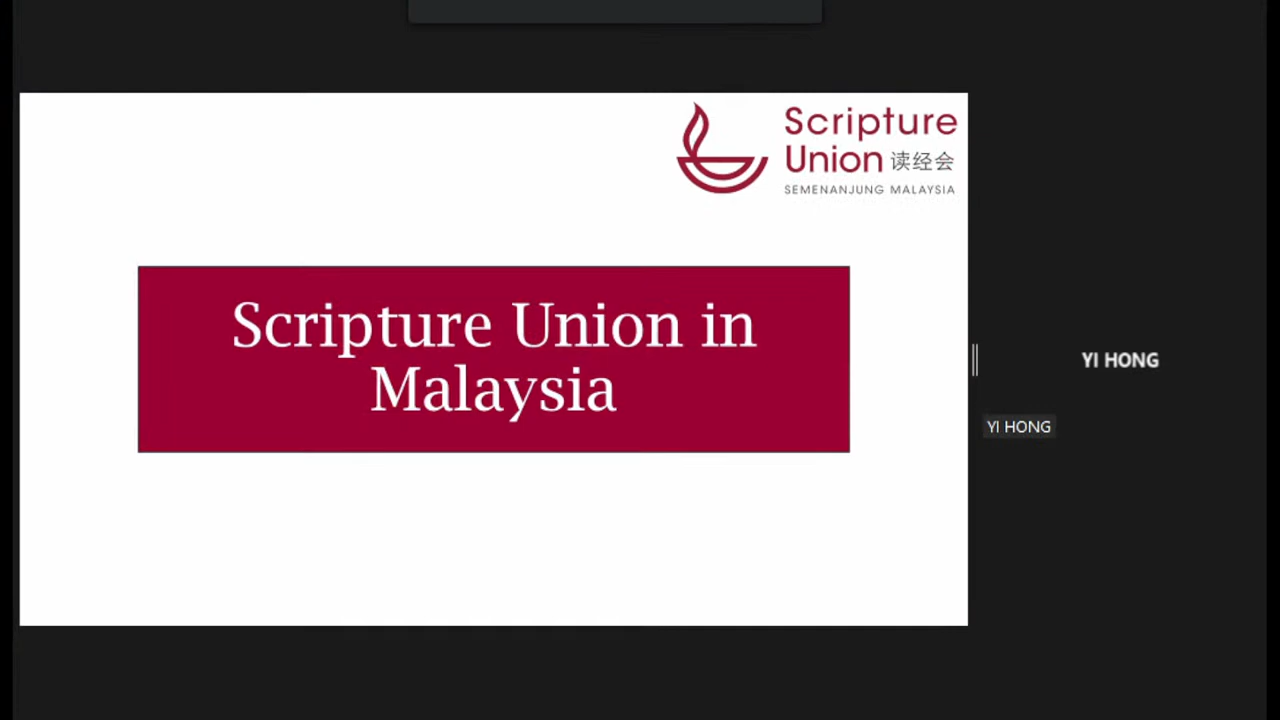 Scripture
Union 读经会
SEMENANJUNG MALAYSIA
Scripture Union in
Malaysia
YI HONG
YI HONG